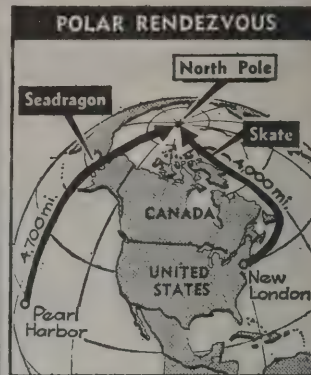 POLAR RENDEZVOUS
North Pole
Seadragon
Skate
4,700 mi.
4,000 mi.
CANADA
UNITED
STATES
New
London
Pearl
Harbor